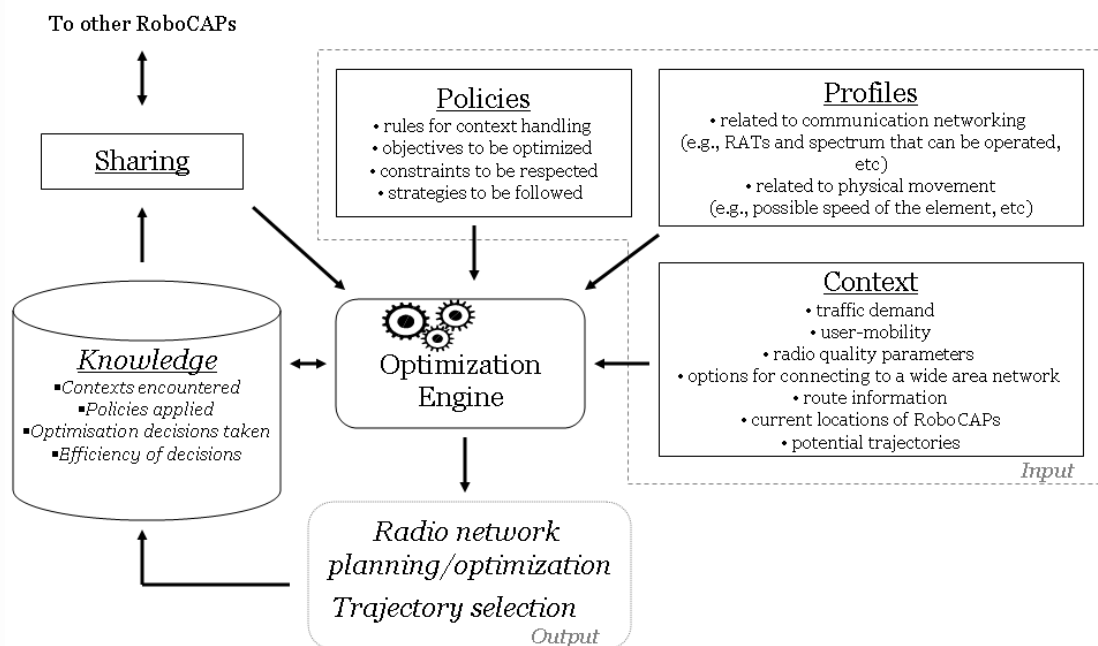 To other RoboCAPs
Sharing
Policies
• rules for context handling
• objectives to be optimized
• constraints to be respected
• strategies to be followed
Profiles
• related to communication networking
(e.g., RATs and spectrum that can be operated,
etc)
• related to physical movement
(e.g., possible speed of the element, etc)
Context
• traffic demand
• user-mobility
• radio quality parameters
• options for connecting to a wide area network
• route information
• current locations of RoboCAPs
• potential trajectories
Input
Knowledge
▪Contexts encountered
▪Policies applied
▪Optimisation decisions taken
▪Efficiency of decisions
Optimization
Engine
Radio network
planning/optimization
Trajectory selection
Output